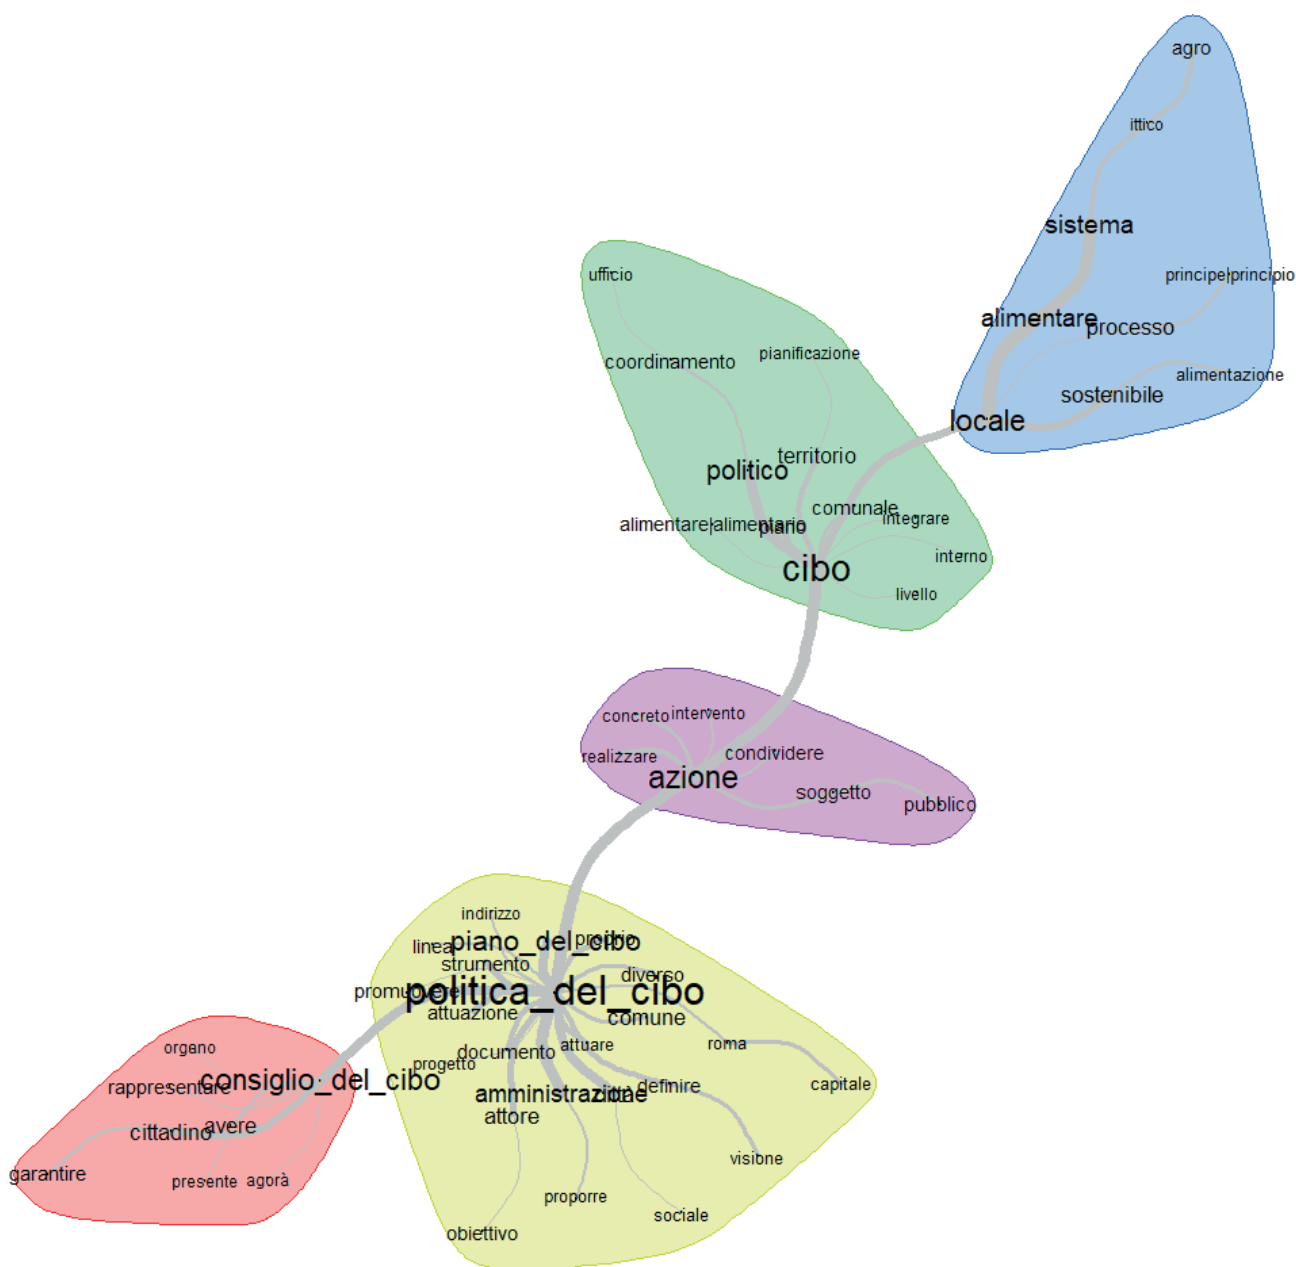 agro
ittico
sistema
principe|principio
alimentare
processo
alimentazione
sostenibile
locale
ufficio
pianificazione
coordinamento
territorio
politico
comunale
integrare
alimentare|alimentario
piano
interno
cibo
livello
concreto
intervento
condividere
realizzare
azione
soggetto
pubblico
indirizzo
piano_del_cibo
proprio
linea
strumento
diverso
promuovere
politica_del_cibo
attuazione
comune
roma
attuare
documento
progetto
capitale
definire
amministrazione
città
attore
visione
proporre
sociale
obiettivo
organo
consiglio_del_cibo
rappresentare
avere
cittadino
garantire
presente
agorà